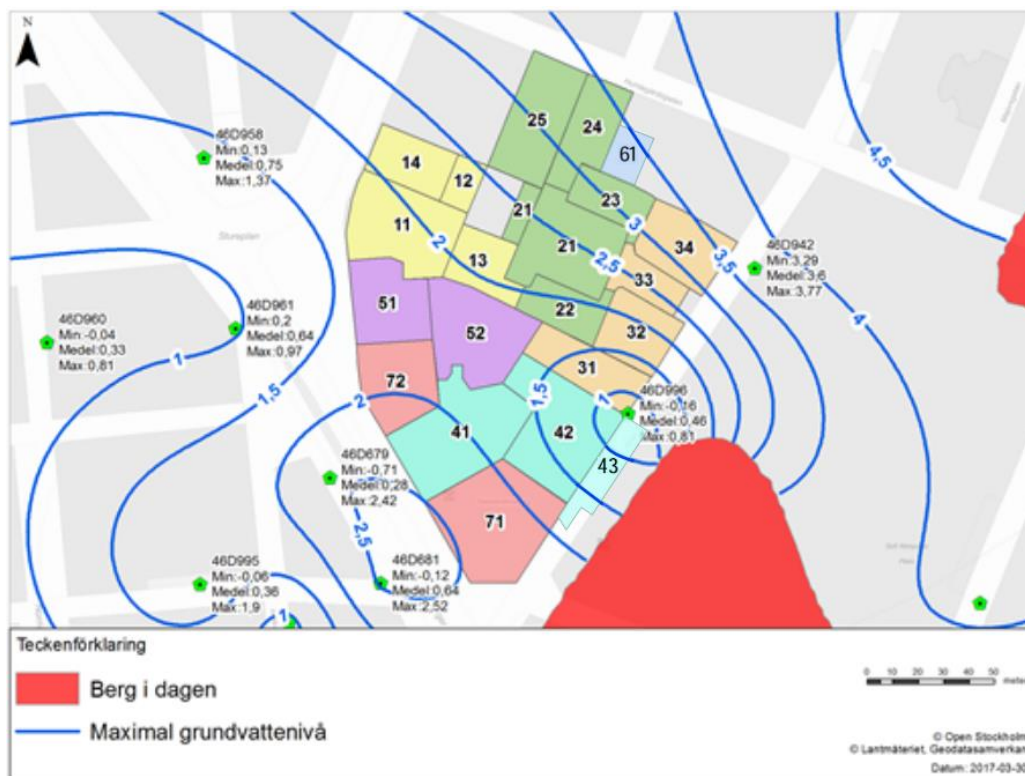 N
4,5
25
24
61
46D958
Min:0,13
Medel:0,75
Max:1,37
14
12
23
21
Stureplan
11
2
21
3
34
13
2,5
3,5
46D942
Min:3,29
Medel:3,6
Max:3,77
33
51
46D961
Min:0,2
Medel:0,64
Max:0,97
22
4
46D960
Min:-0,04
Medel:0,33
Max:0,81
52
32
1
31
72
1,5
2
1,5
1
46D996
Min:-0,16
Medel:0,46
Max:0,81
41
42
43
46D679
Min:-0,71
Medel:0,28
Max:2,42
71
2,5
46D995
Min:-0,06
Medel:0,36
Max:1,9
46D681
Min:-0,12
Medel:0,64
Max:2,52
1
Teckenförklaring
Berg i dagen
Maximal grundvattenivå
0 10 20 30 40 50
meter
© Open Stockholm
© Lantmäteriet, Geodatasamverkan
Datum: 2017-03-30